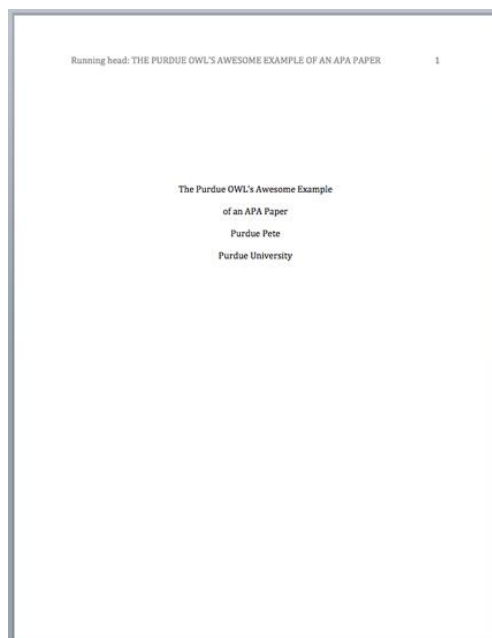 Running head: THE PURDUE OWL'S AWESOME EXAMPLE OF AN APA PAPER 1
The Purdue OWL's Awesome Example
of an APA Paper
Purdue Pete
Purdue University